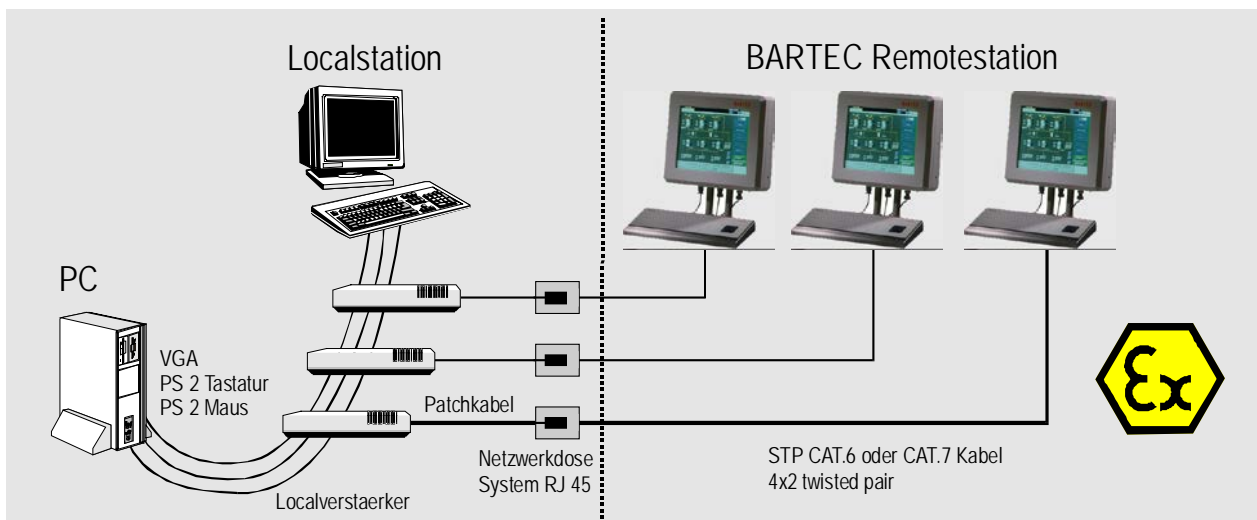 Localstation
BARTEC Remotestation
PC
VGA
PS 2 Tastatur
PS 2 Maus
Patchkabel
Netzwerkdose
System RJ 45
Localverstaerker
STP CAT.6 oder CAT.7 Kabel
4x2 twisted pair
Ex